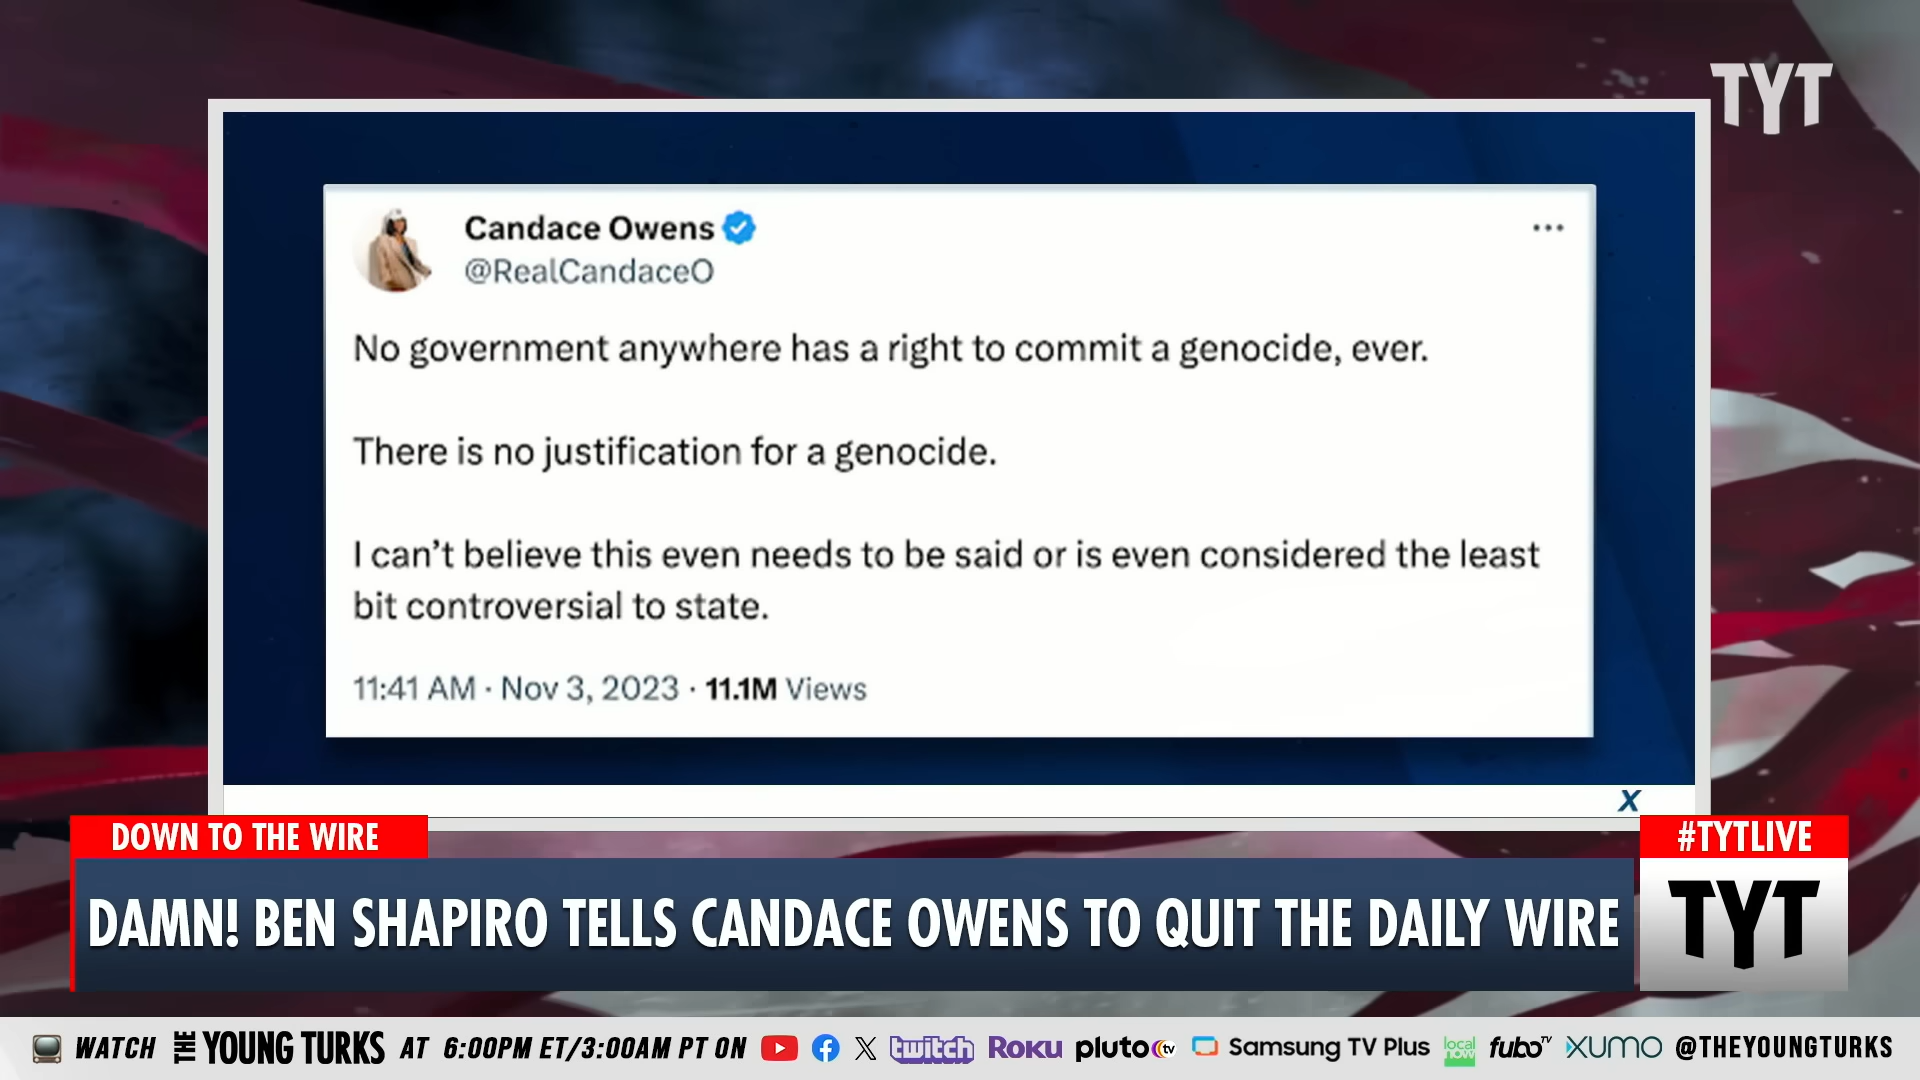 TYT
Candace Owens
@RealCandaceO
No government anywhere has a right to commit a genocide, ever.
There is no justification for a genocide.
I can’t believe this even needs to be said or is even considered the least
bit controversial to state.
11:41 AM · Nov 3, 2023 · 11.1M Views
X
DOWN TO THE WIRE
#TYTLIVE
DAMN! BEN SHAPIRO TELLS CANDACE OWENS TO QUIT THE DAILY WIRE
TYT
WATCH THE YOUNG TURKS AT 6:00PM ET/3:00AM PT ON X twitch Roku pluto tv Samsung TV Plus local now fubo TV XUMO @THEYOUNGTURKS